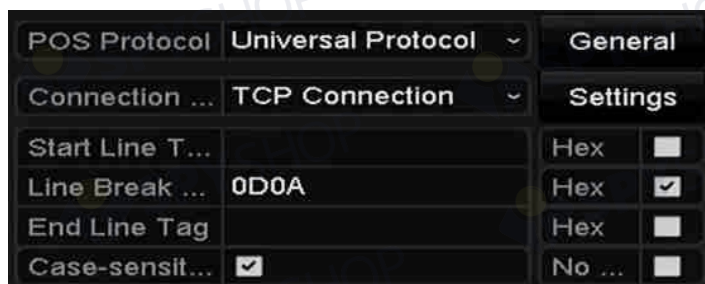 POS Protocol Universal Protocol General
Connection ... TCP Connection Settings
Start Line T... Hex
Line Break ... 0D0A Hex
End Line Tag Hex
Case-sensit... No ...